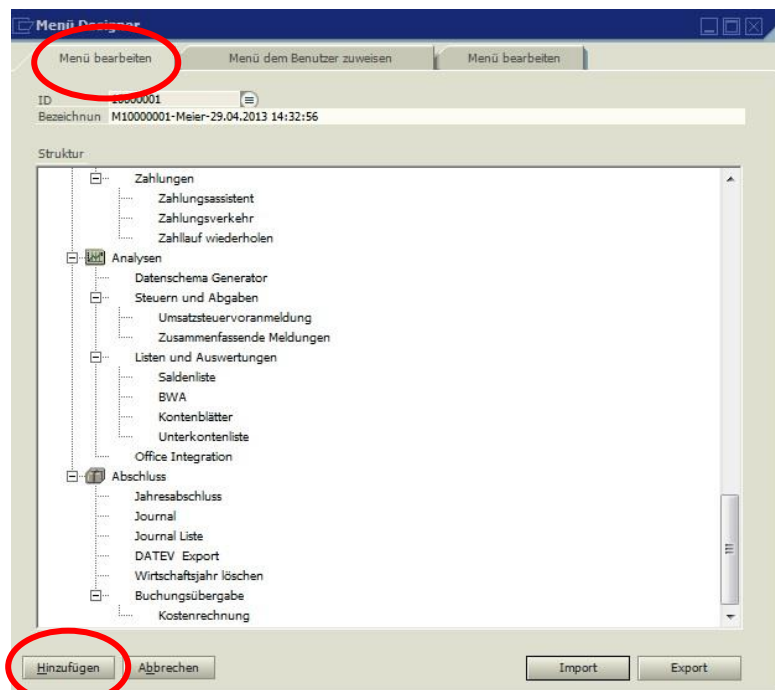 Menü Designer
Menü bearbeiten
Menü dem Benutzer zuweisen
Menü bearbeiten
ID 10000001
Bezeichnun M10000001-Meier-29.04.2013 14:32:56
Struktur
Zahlungen
Zahlungsassistent
Zahlungsverkehr
Zahllauf wiederholen
Analysen
Datenschema Generator
Steuern und Abgaben
Umsatzsteuervoranmeldung
Zusammenfassende Meldungen
Listen und Auswertungen
Saldenliste
BWA
Kontenblätter
Unterkontenliste
Office Integration
Abschluss
Jahresabschluss
Journal
Journal Liste
DATEV Export
Wirtschaftsjahr löschen
Buchungsübergabe
Kostenrechnung
Hinzufügen
Abbrechen
Import
Export